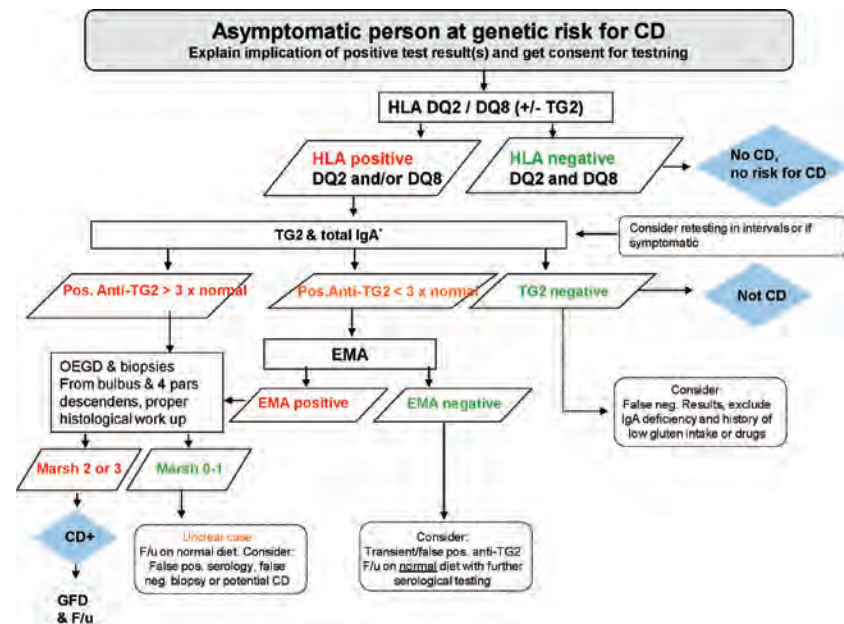 Asymptomatic person at genetic risk for CD
Explain implication of positive test result(s) and get consent for testning
HLA DQ2 / DQ8 (+/- TG2)
HLA positive
DQ2 and/or DQ8
HLA negative
DQ2 and DQ8
No CD,
no risk for CD
TG2 & total IgA*
Consider retesting in intervals or if
symptomatic
Pos. Anti-TG2 > 3 x normal
Pos.Anti-TG2 < 3 x normal
TG2 negative
Not CD
EMA
OEGD & biopsies
From bulbus & 4 pars
descendens, proper
histological work up
EMA positive
EMA negative
Consider:
False neg. Results, exclude
IgA deficiency and history of
low gluten intake or drugs
Marsh 2 or 3
Marsh 0-1
CD+
Unclear case
F/u on normal diet. Consider:
False pos. serology, false
neg. biopsy or potential CD
Consider:
Transient/false pos. anti-TG2
F/u on normal diet with further
serological testing
GFD
& F/u